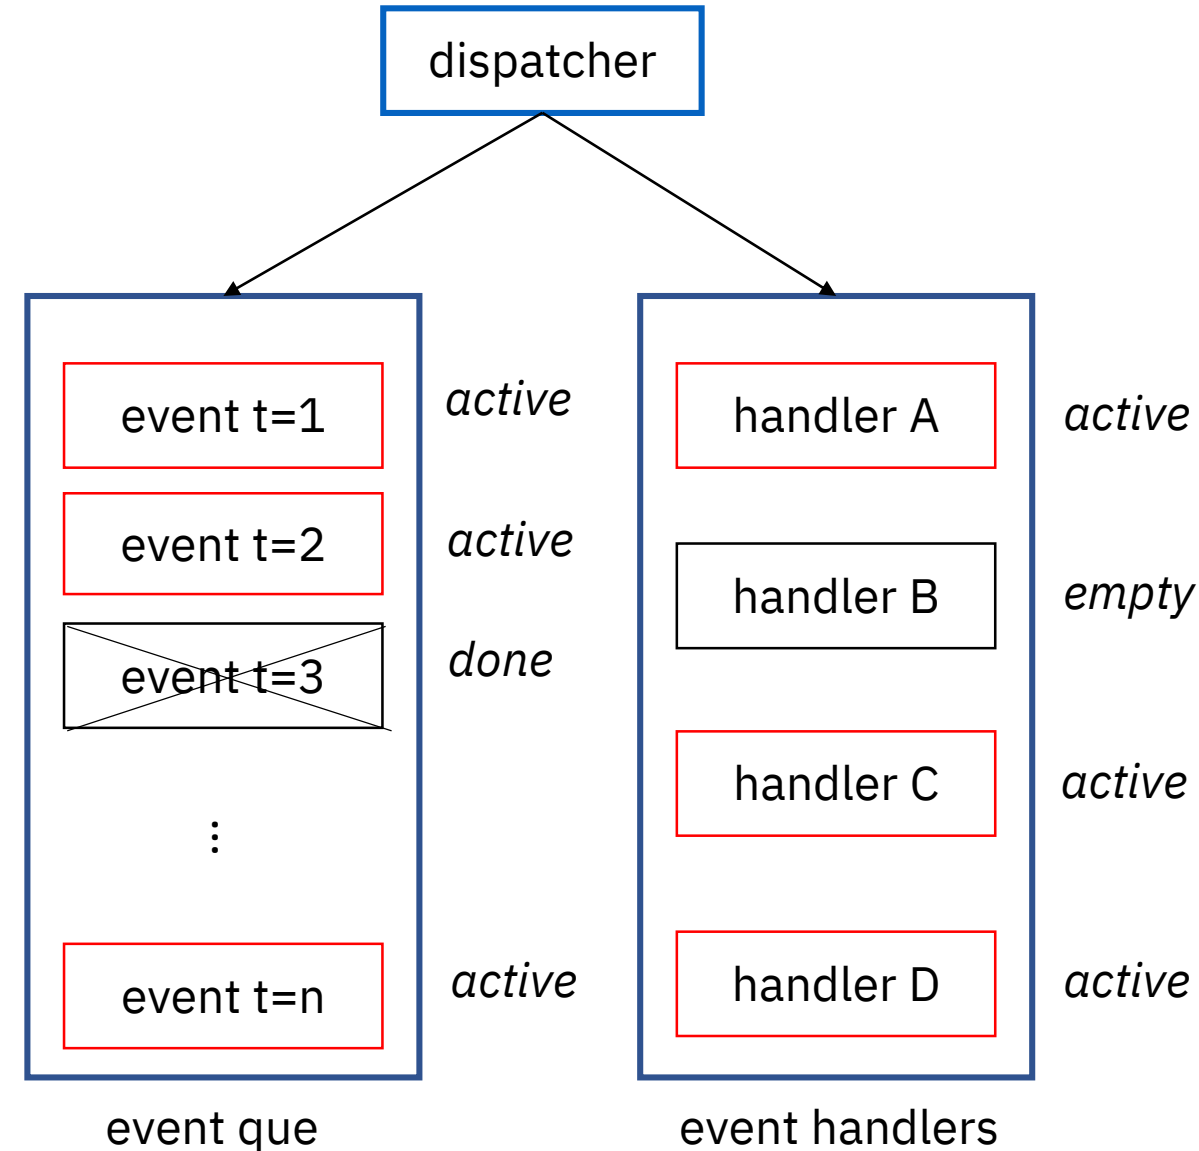 dispatcher
event t=1
active
event t=2
active
event t=3
done
⋮
event t=n
active
event que
handler A
active
handler B
empty
handler C
active
handler D
active
event handlers